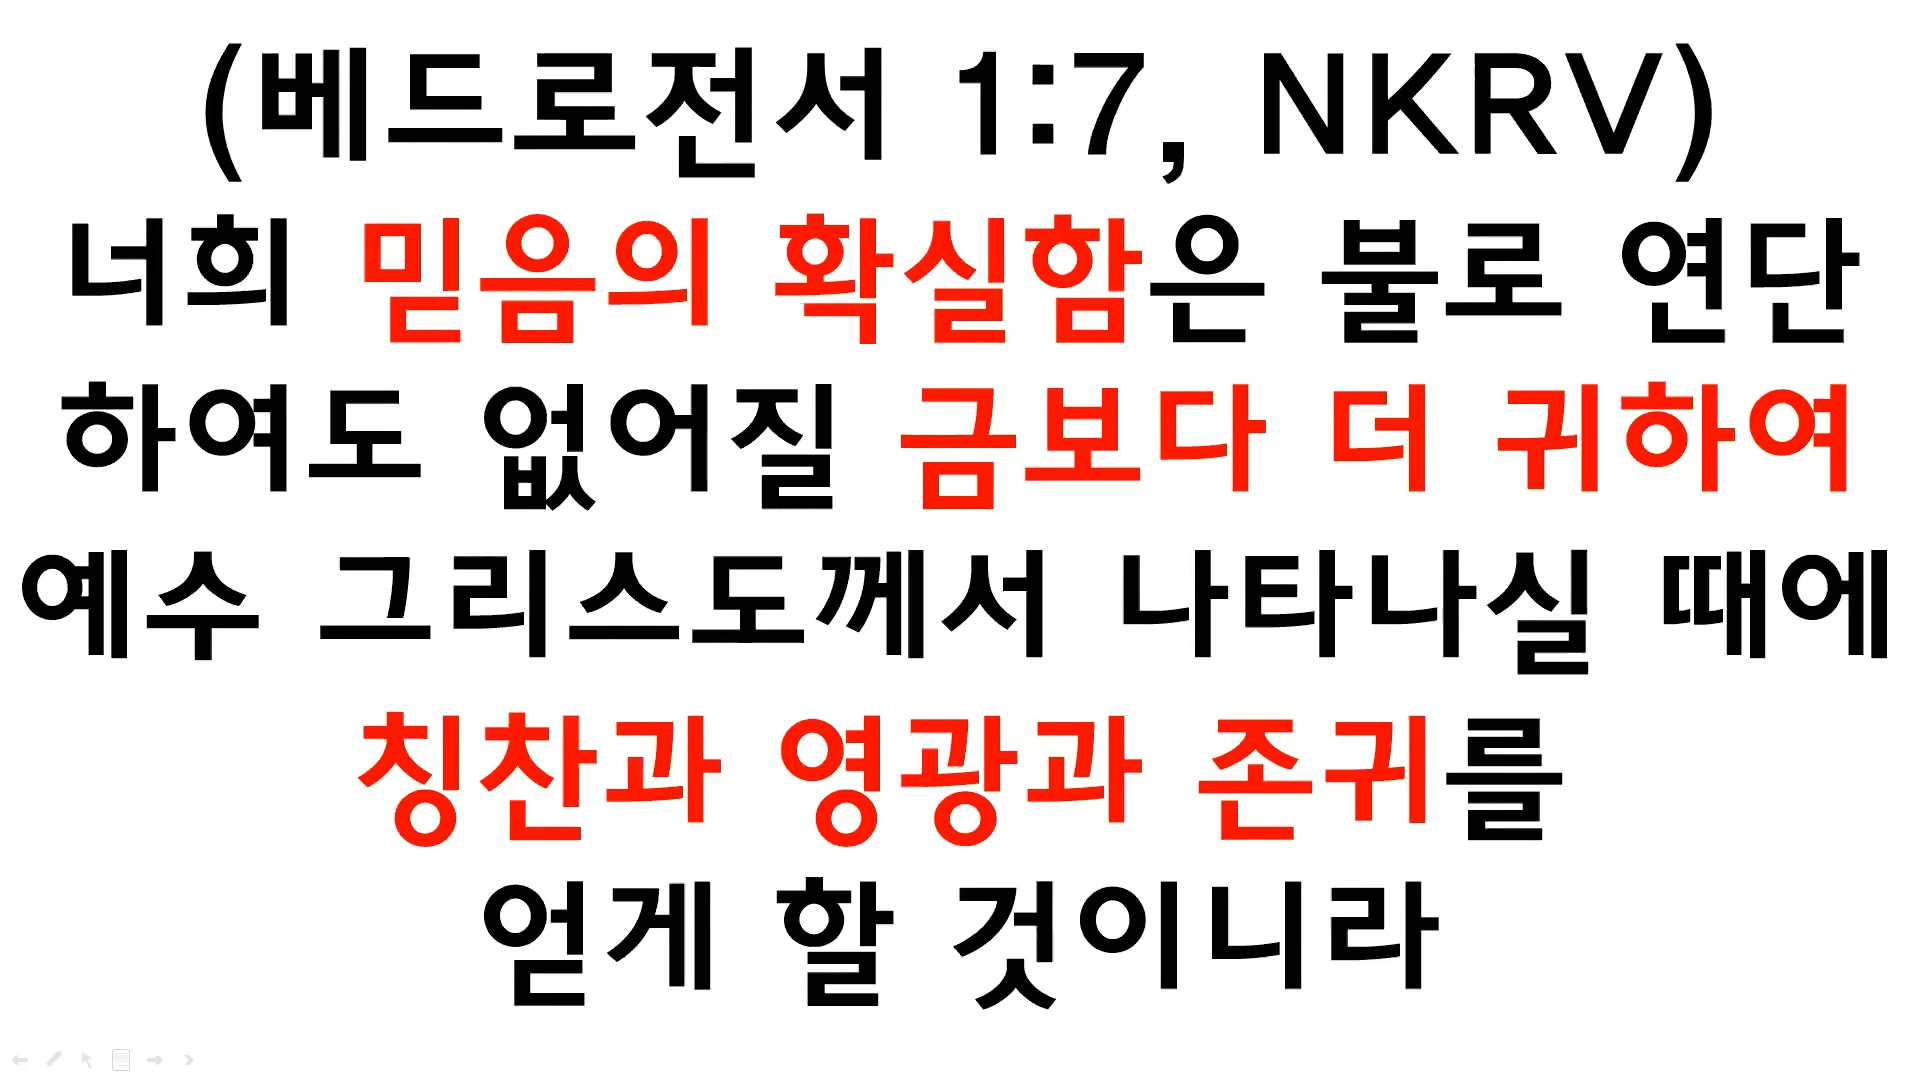 (베드로전서 1:7, NKRV)
너희 믿음의 확실함은 불로 연단
하여도 없어질 금보다 더 귀하여
예수 그리스도께서 나타나실 때에
칭찬과 영광과 존귀를
얻게 할 것이니라